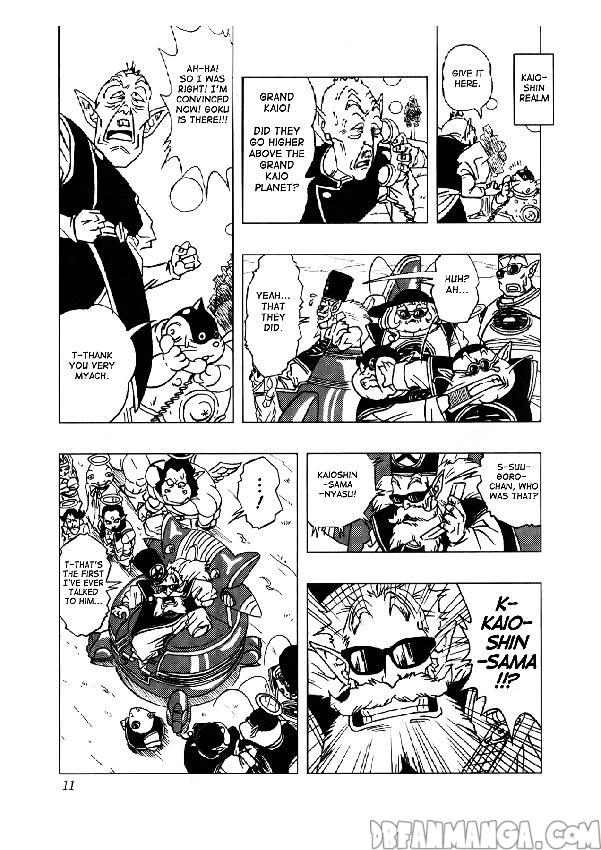 KAIO-
SHIN
REALM
GIVE IT
HERE.
GRAND
KAIO!
DID THEY
GO HIGHER
ABOVE THE
GRAND
KAIO
PLANET?
AH-HA!
SO I WAS
RIGHT! I'M
CONVINCED
NOW! GOKU
IS THERE!!!
T-THANK
YOU VERY
MYACH.
HUH?
AH...
YEAH...
THAT
THEY
DID.
S-SUU-
GORO-
CHAN, WHO
WAS THAT?
KAIOSHIN
-SAMA
-NYASU!
K-
KAIO-
SHIN
-SAMA
!!?
...!
T-THAT'S
THE FIRST
I'VE EVER
TALKED TO
HIM...
11
DBFANMANGA.COM